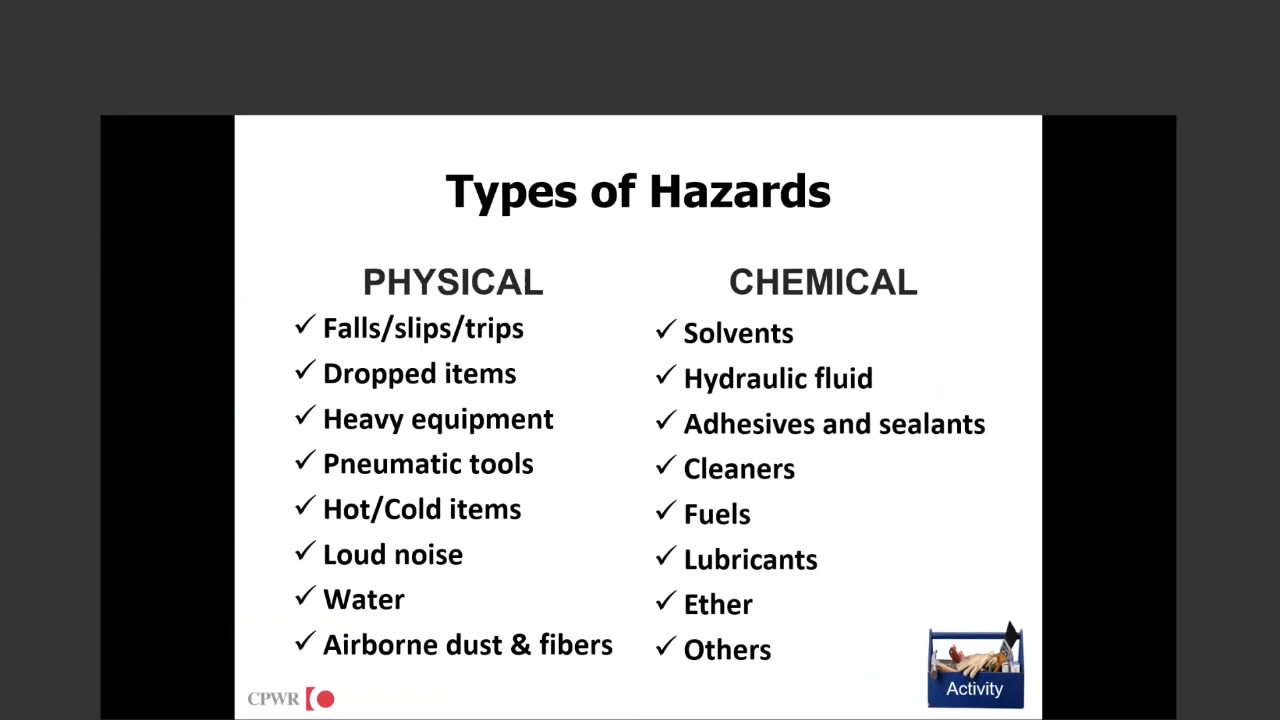 Types of Hazards
PHYSICAL
Falls/slips/trips
Dropped items
Heavy equipment
Pneumatic tools
Hot/Cold items
Loud noise
Water
Airborne dust & fibers
CHEMICAL
Solvents
Hydraulic fluid
Adhesives and sealants
Cleaners
Fuels
Lubricants
Ether
Others
CPWR
Activity